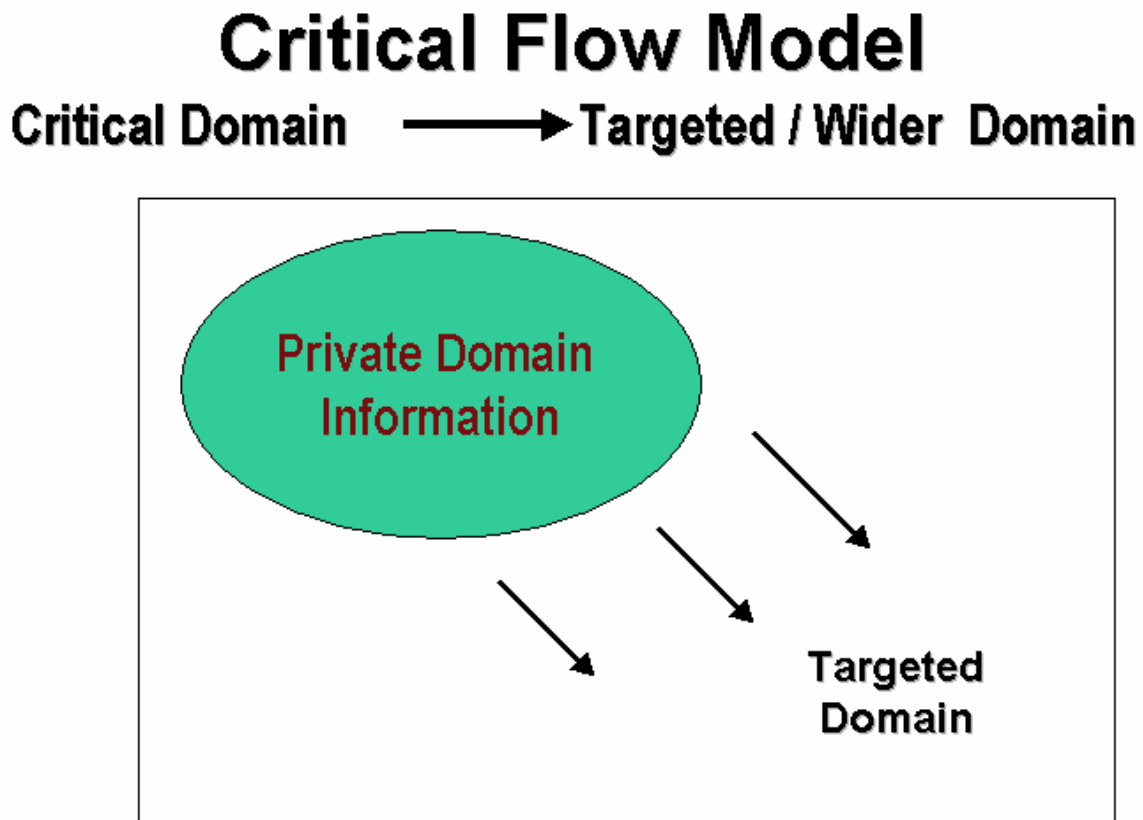 Critical Flow Model
Critical Domain Targeted / Wider Domain
Private Domain
Information
Targeted
Domain